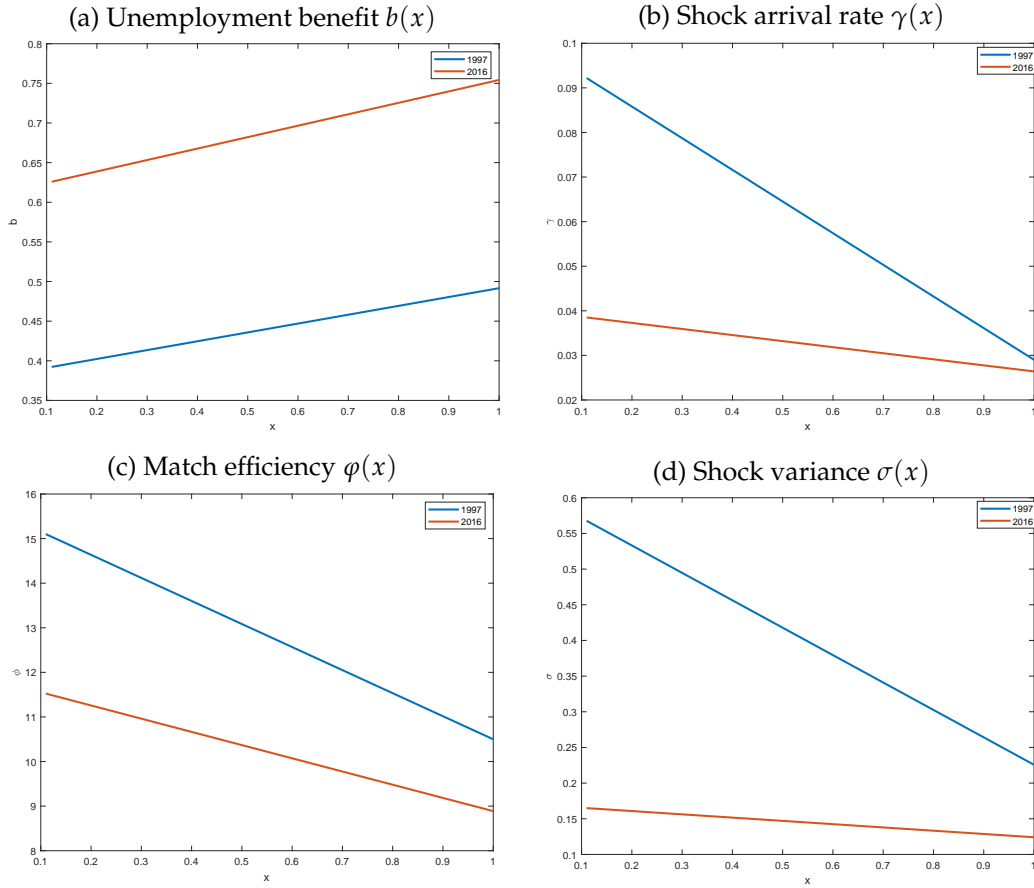 (a) Unemployment benefit b(x)
0.8
0.75
0.7
0.65
0.6
0.55
0.5
0.45
0.4
0.35
b
0.1 0.2 0.3 0.4 0.5 0.6 0.7 0.8 0.9 1
x
1997
2016
(b) Shock arrival rate γ(x)
0.1
0.09
0.08
0.07
0.06
0.05
0.04
0.03
0.02
γ
0.1 0.2 0.3 0.4 0.5 0.6 0.7 0.8 0.9 1
x
1997
2016
(c) Match efficiency φ(x)
16
15
14
13
12
11
10
9
8
ϕ
0.1 0.2 0.3 0.4 0.5 0.6 0.7 0.8 0.9 1
x
1997
2016
(d) Shock variance σ(x)
0.6
0.55
0.5
0.45
0.4
0.35
0.3
0.25
0.2
0.15
0.1
σ
0.1 0.2 0.3 0.4 0.5 0.6 0.7 0.8 0.9 1
x
1997
2016